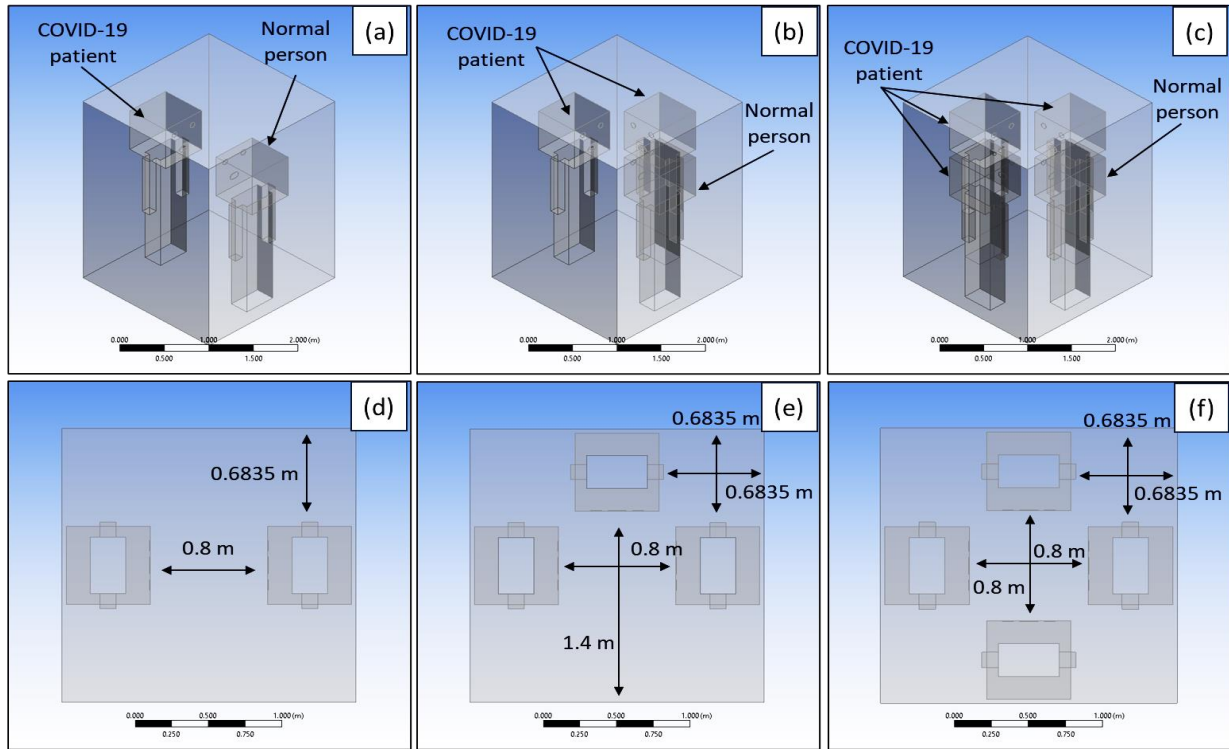 COVID-19
patient
Normal
person
(a)
0.000 1.000 2.000 (m)
0.500 1.500
COVID-19
patient
Normal
person
(b)
0.000 1.000 2.000 (m)
0.500 1.500
COVID-19
patient
Normal
person
(c)
0.000 1.000 2.000 (m)
0.500 1.500
(d)
0.6835 m
0.8 m
0.000 0.500 1.000 (m)
0.250 0.750
(e)
0.6835 m
0.6835 m
0.8 m
1.4 m
0.000 0.500 1.000 (m)
0.250 0.750
(f)
0.6835 m
0.6835 m
0.8 m
0.8 m
0.000 0.500 1.000 (m)
0.250 0.750